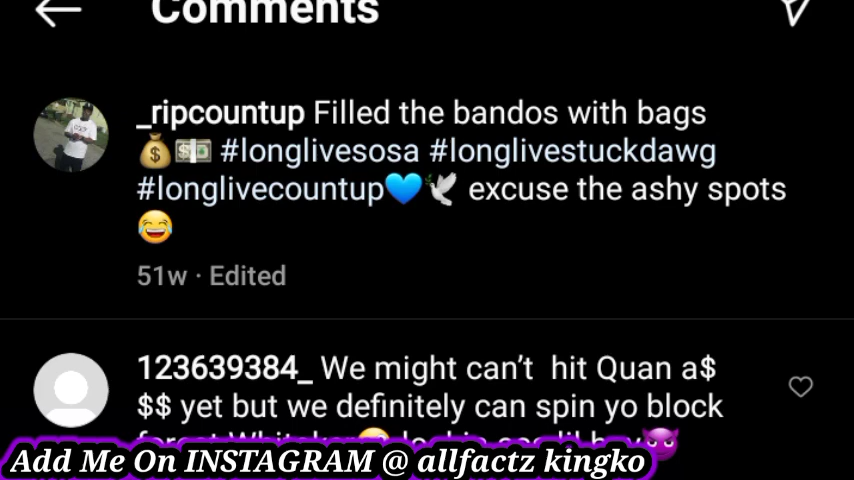 Comments
_ripcountup Filled the bandos with bags
💰💵 #longlivesosa #longlivestuckdawg
#longlivecountup💙🕊️ excuse the ashy spots
😂
51w · Edited
123639384_ We might can't hit Quan a$
$$ yet but we definitely can spin yo block
Add Me On INSTAGRAM @ allfactz kingko